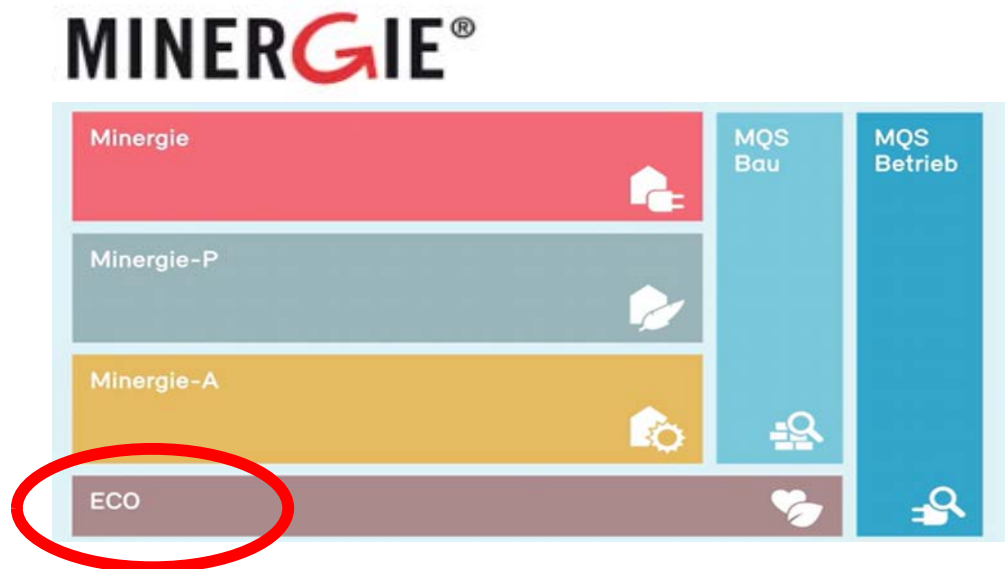 MINERGIE®
Minergie
MQS
Bau
MQS
Betrieb
Minergie-P
Minergie-A
ECO